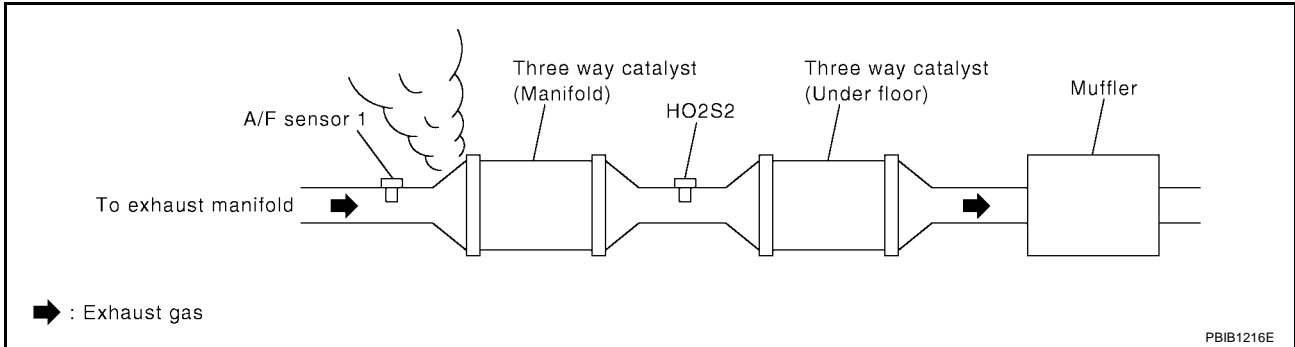 Three way catalyst
(Manifold)
Three way catalyst
(Under floor)
Muffler
A/F sensor 1
HO2S2
To exhaust manifold
: Exhaust gas
PBIB1216E